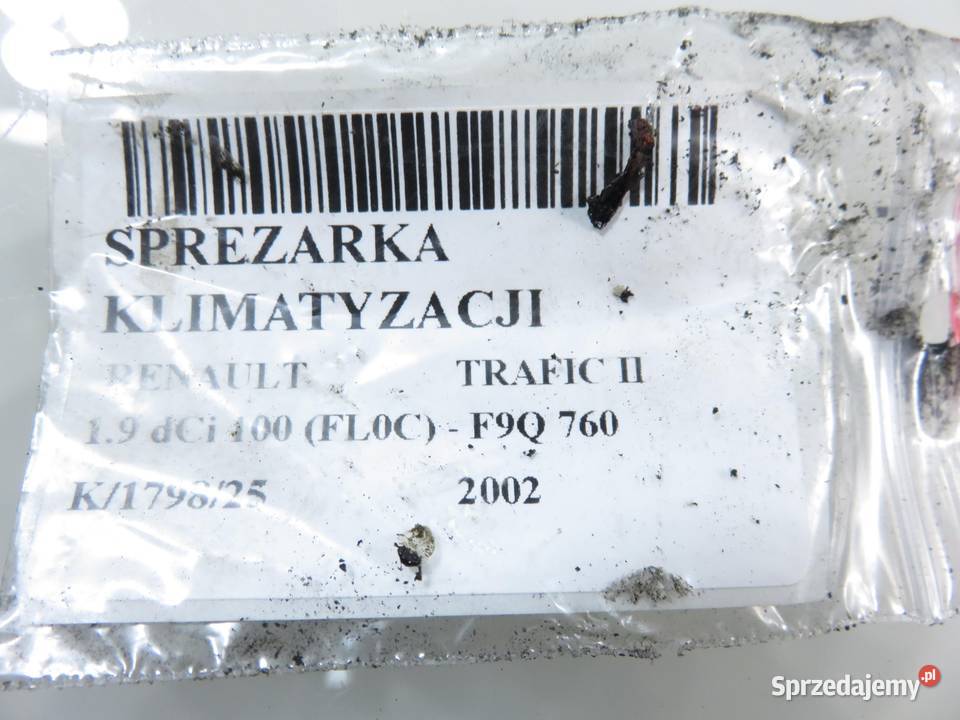 SPREZARKA
KLIMATYZACJI
RENAULT TRAFIC II
1.9 dCi 100 (FL0C) - F9Q 760
K/1798/25 2002
Sprzedajemy.pl